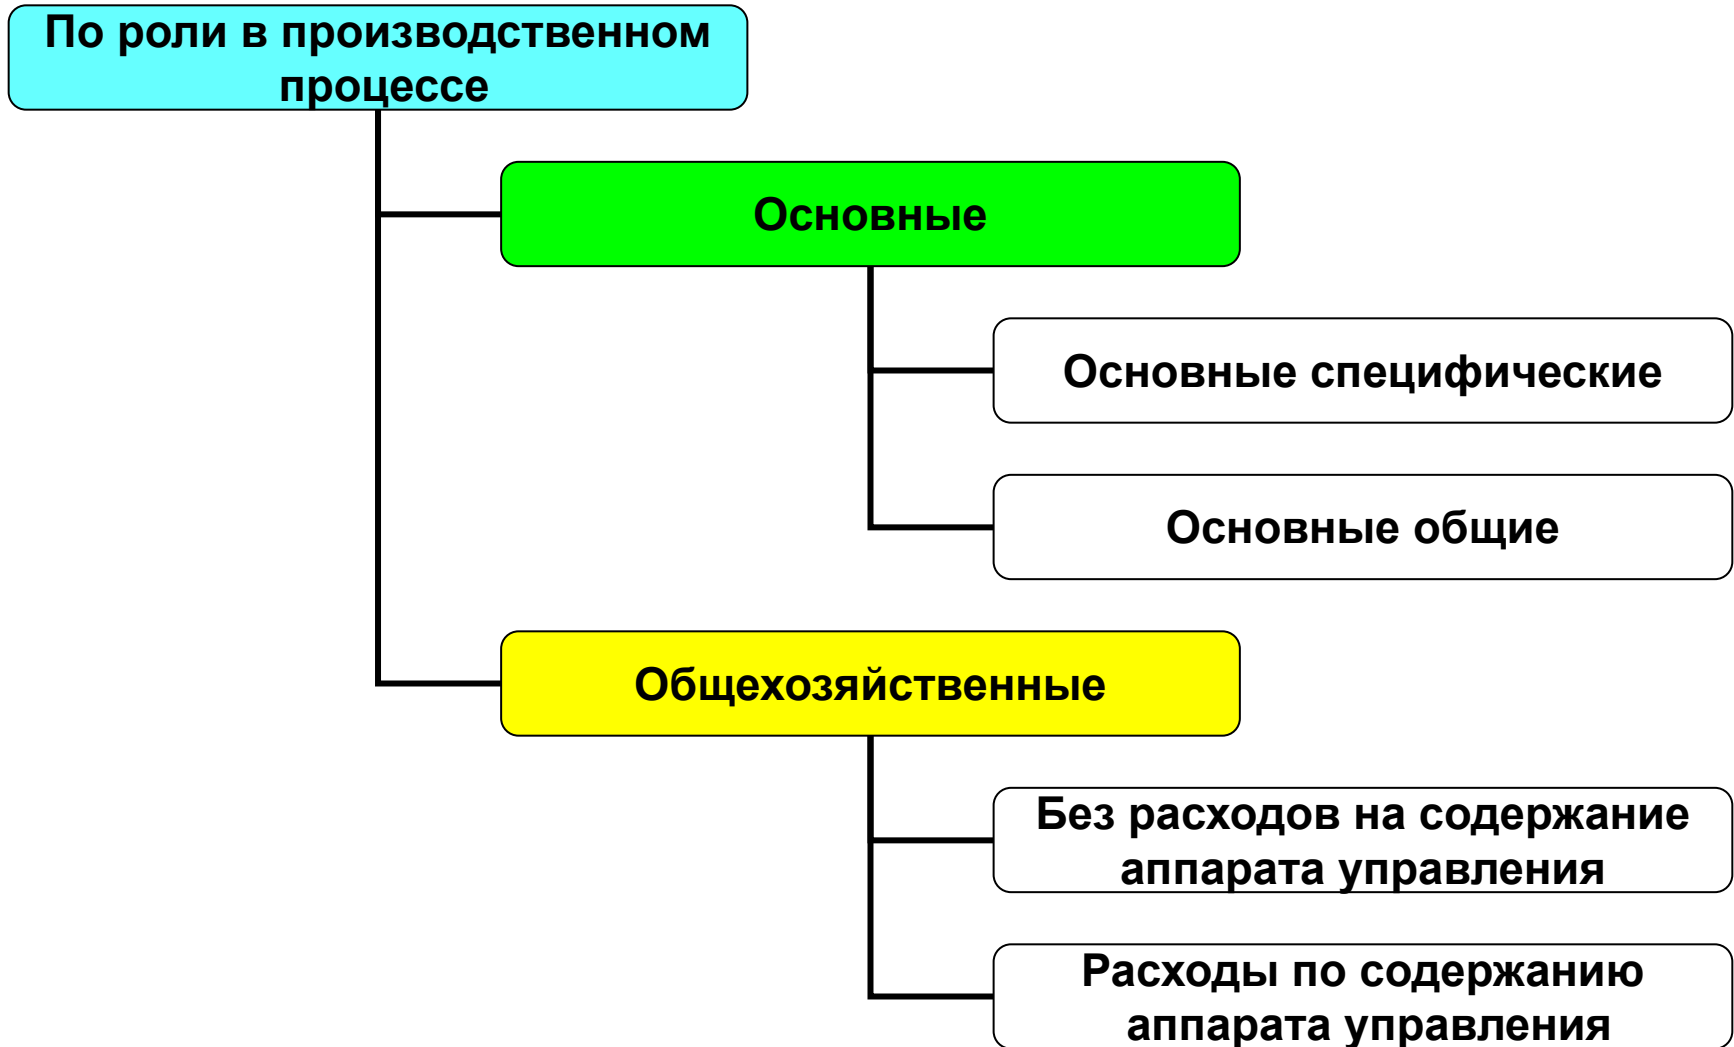 По роли в производственном
процессе
Основные
Основные специфические
Основные общие
Общехозяйственные
Без расходов на содержание
аппарата управления
Расходы по содержанию
аппарата управления